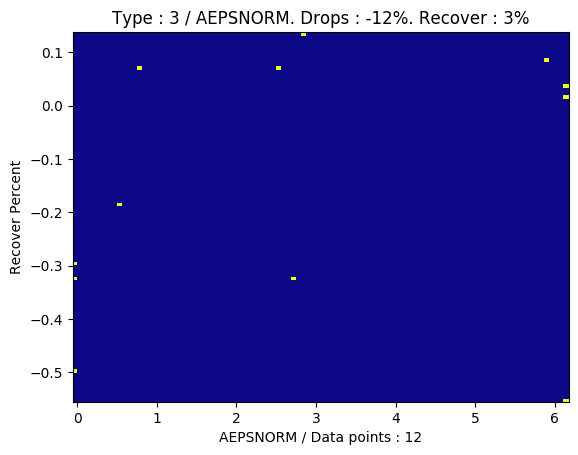 Type : 3 / AEPSNORM. Drops : -12%. Recover : 3%
Recover Percent
0.1
0.0
−0.1
−0.2
−0.3
−0.4
−0.5
0 1 2 3 4 5 6
AEPSNORM / Data points : 12